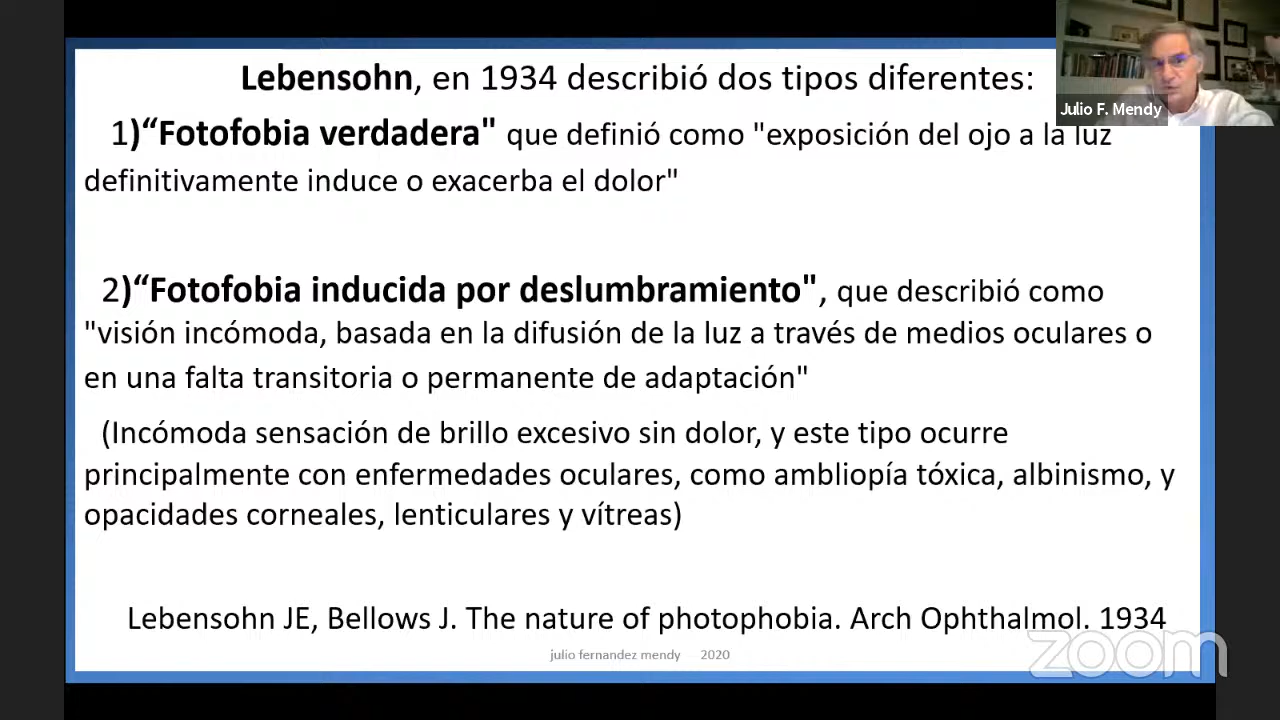 Lebensohn, en 1934 describió dos tipos diferentes:
Julio F. Mendy
1)“Fotofobia verdadera" que definió como "exposición del ojo a la luz
definitivamente induce o exacerba el dolor"
2)“Fotofobia inducida por deslumbramiento", que describió como
"visión incómoda, basada en la difusión de la luz a través de medios oculares o
en una falta transitoria o permanente de adaptación"
(Incómoda sensación de brillo excesivo sin dolor, y este tipo ocurre
principalmente con enfermedades oculares, como ambliopía tóxica, albinismo, y
opacidades corneales, lenticulares y vítreas)
Lebensohn JE, Bellows J. The nature of photophobia. Arch Ophthalmol. 1934
julio fernandez mendy 2020
zoom